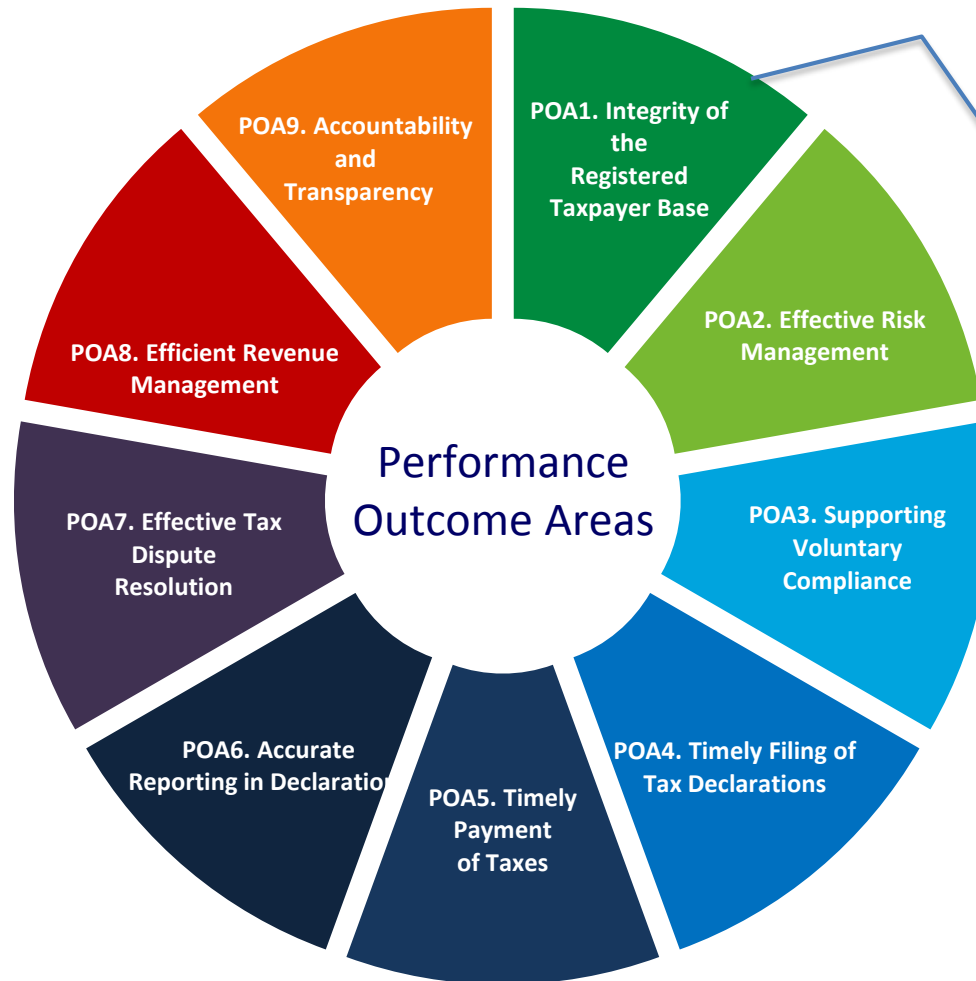 POA1. Integrity of
the
Registered
Taxpayer Base
POA2. Effective Risk
Management
POA3. Supporting
Voluntary
Compliance
POA4. Timely Filing of
Tax Declarations
POA5. Timely
Payment
of Taxes
POA6. Accurate
Reporting in Declaratio
POA7. Effective Tax
Dispute
Resolution
POA8. Efficient Revenue
Management
POA9. Accountability
and
Transparency
Performance
Outcome Areas